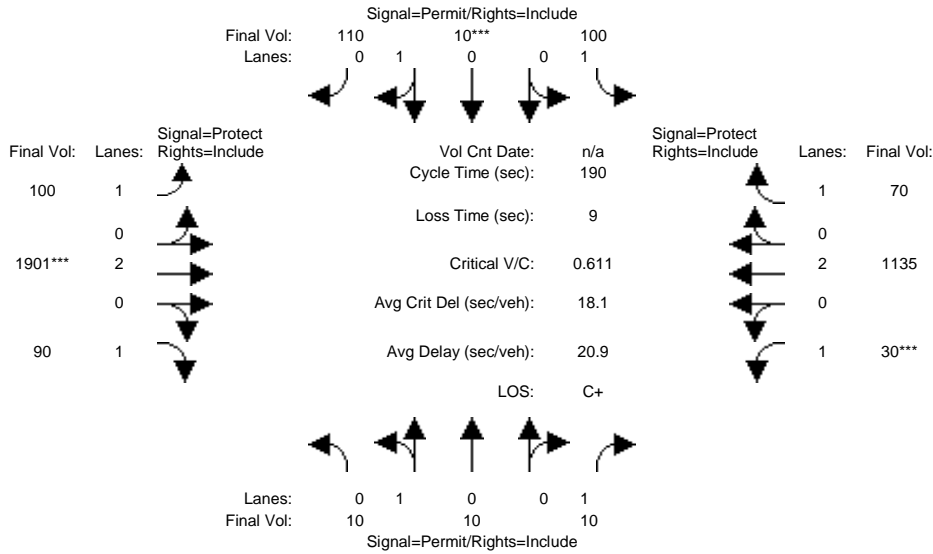 Signal=Permit/Rights=Include
Final Vol: 110 10*** 100
Lanes: 0 1 0 0 1
Signal=Protect Signal=Protect
Final Vol: Lanes: Rights=Include Vol Cnt Date: n/a Rights=Include Lanes: Final Vol:
Cycle Time (sec): 190
100 1 1 70
Loss Time (sec): 9
0 0
1901*** 2 Critical V/C: 0.611 2 1135
0 Avg Crit Del (sec/veh): 18.1 0
90 1 Avg Delay (sec/veh): 20.9 1 30***
LOS: C+
Lanes: 0 1 0 0 1
Final Vol: 10 10 10
Signal=Permit/Rights=Include